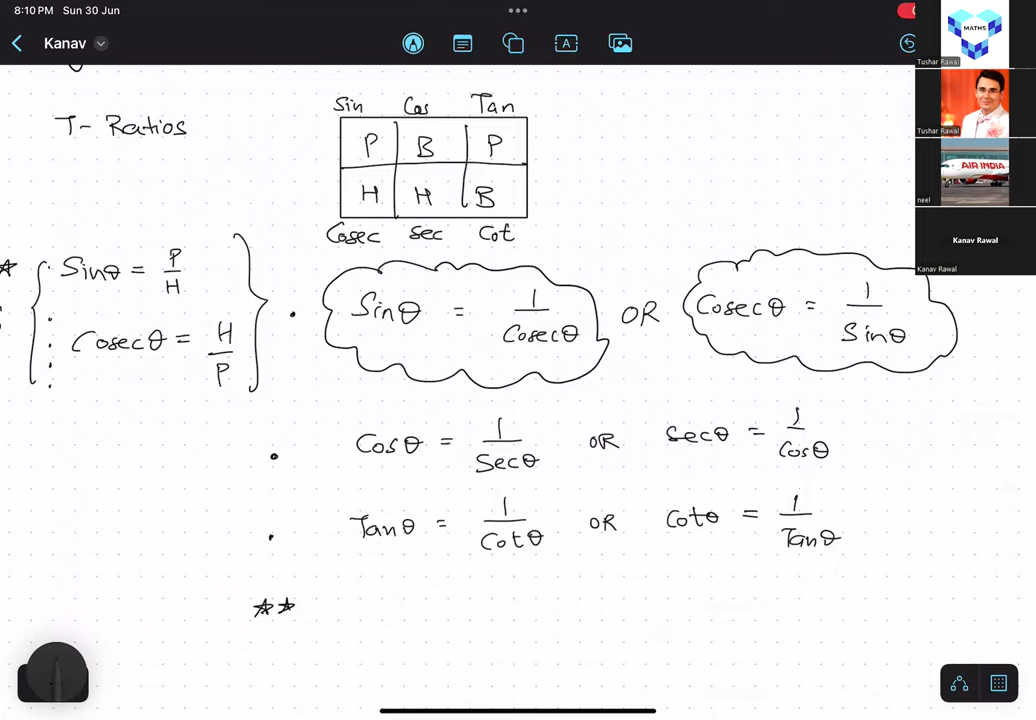 8:10 PM Sun 30 Jun
Kanav
A
MATHS
Tushar Rawal
Tushar Rawal
AIR INDIA
neel
Kanav Rawal
Kanav Rawal
T- Ratios
Sin Cos Tan
P B P
H H B
Cosec sec Cot
Sinθ = P/H
Cosecθ = H/P
Sinθ = 1/Cosecθ OR Cosecθ = 1/Sinθ
Cosθ = 1/Secθ OR secθ = 1/Cosθ
Tanθ = 1/Cotθ OR Cotθ = 1/Tanθ